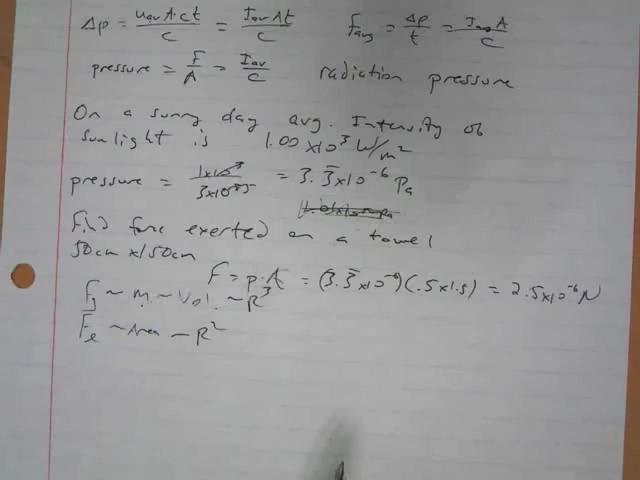 Δp = u_av A c t / c = I_av A t / c    F_avg = Δp / t = I_av A / c
pressure = F / A = I_av / c    radiation pressure
On a sunny day avg. Intensity of
sunlight is 1.00 x10³ W/m²
pressure = 1x10³ / 3x10⁸ = 3.3̅x10⁻⁶ Pa
Find force exerted on a towel
50cm x150cm
F = p·A = (3.3̅x10⁻⁶)(.5x1.5) = 2.5x10⁻⁶ N
F_g ~ m ~ Vol. ~ R³
F_e ~ Area ~ R²